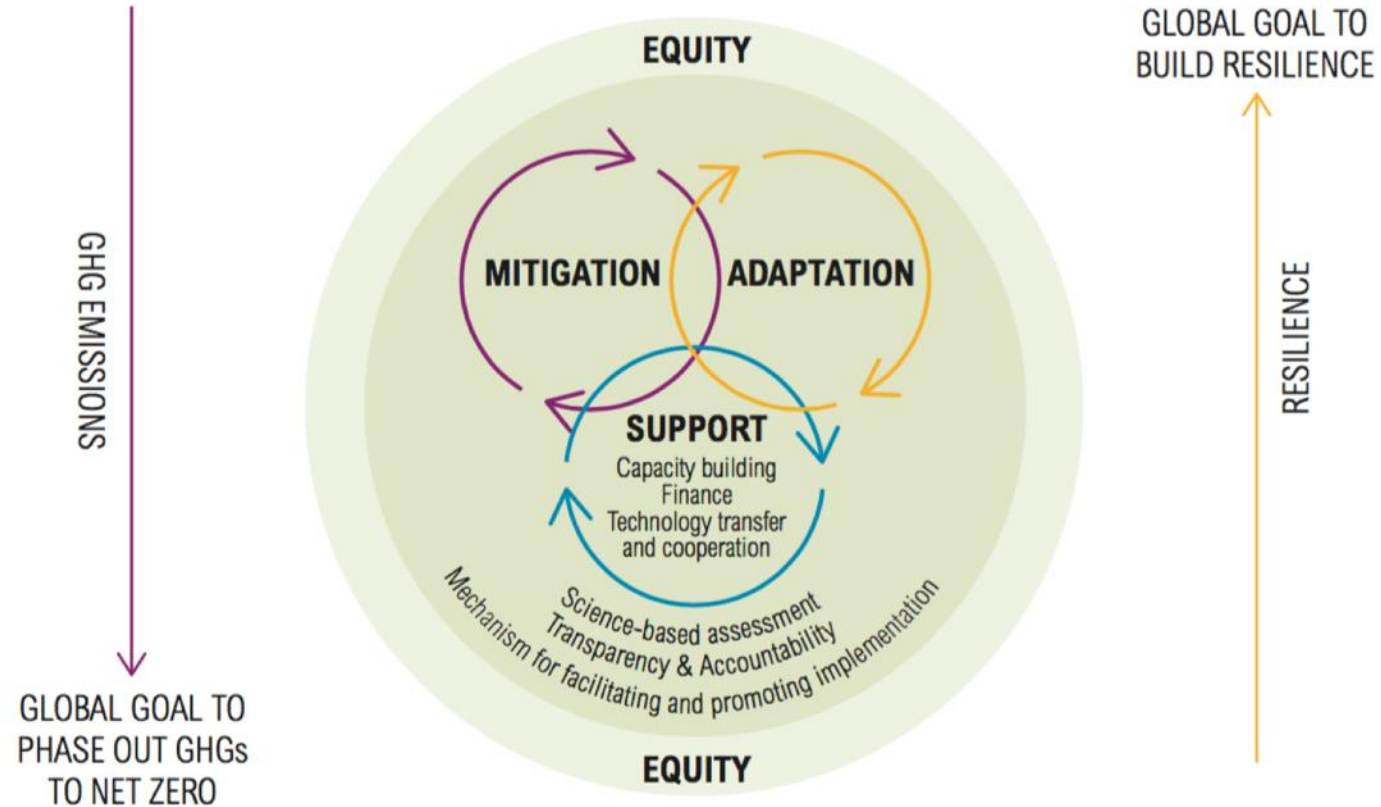 EQUITY
GLOBAL GOAL TO
BUILD RESILIENCE
GHG EMISSIONS
MITIGATION
ADAPTATION
RESILIENCE
SUPPORT
Capacity building
Finance
Technology transfer
and cooperation
Science-based assessment
Transparency & Accountability
Mechanism for facilitating and promoting implementation
GLOBAL GOAL TO
PHASE OUT GHGs
TO NET ZERO
EQUITY